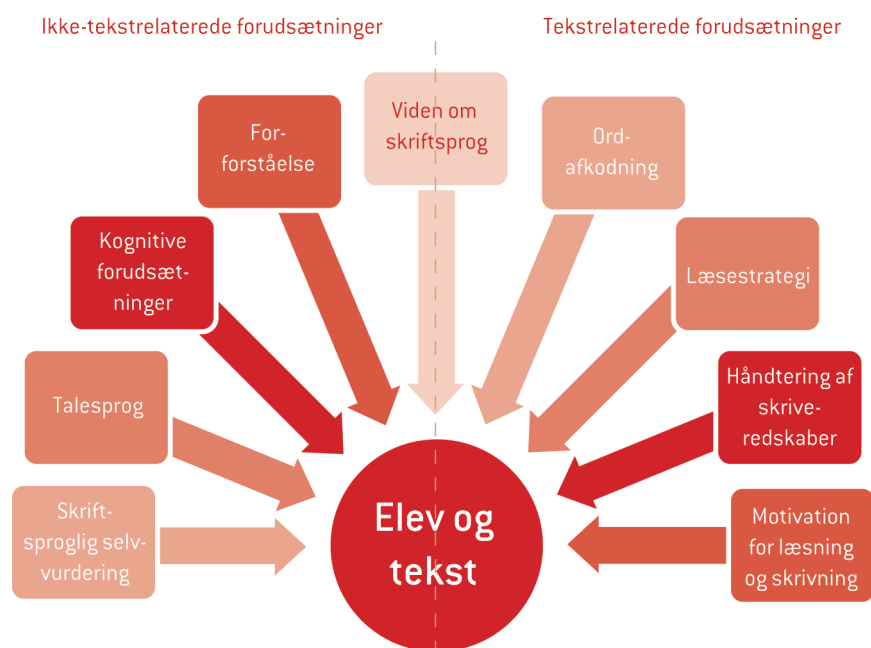 Ikke-tekstrelaterede forudsætninger
Tekstrelaterede forudsætninger
Viden om
skriftsprog
For-
forståelse
Ord-
afkodning
Kognitive
forudsæt-
ninger
Læsestrategi
Talesprog
Håndtering af
skrive-
redskaber
Skrift-
sproglig selv-
vurdering
Elev og
tekst
Motivation
for læsning
og skrivning